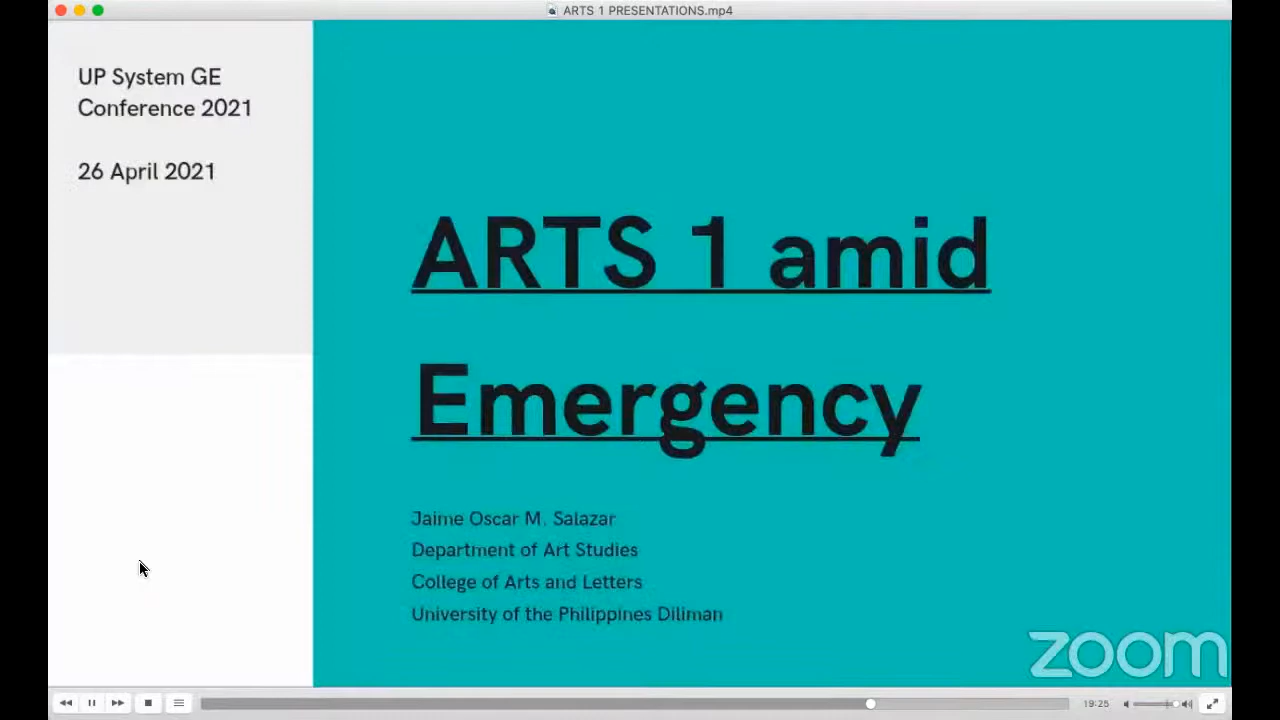 ARTS 1 PRESENTATIONS.mp4
UP System GE
Conference 2021
26 April 2021
ARTS 1 amid
Emergency
Jaime Oscar M. Salazar
Department of Art Studies
College of Arts and Letters
University of the Philippines Diliman
zoom
19:25